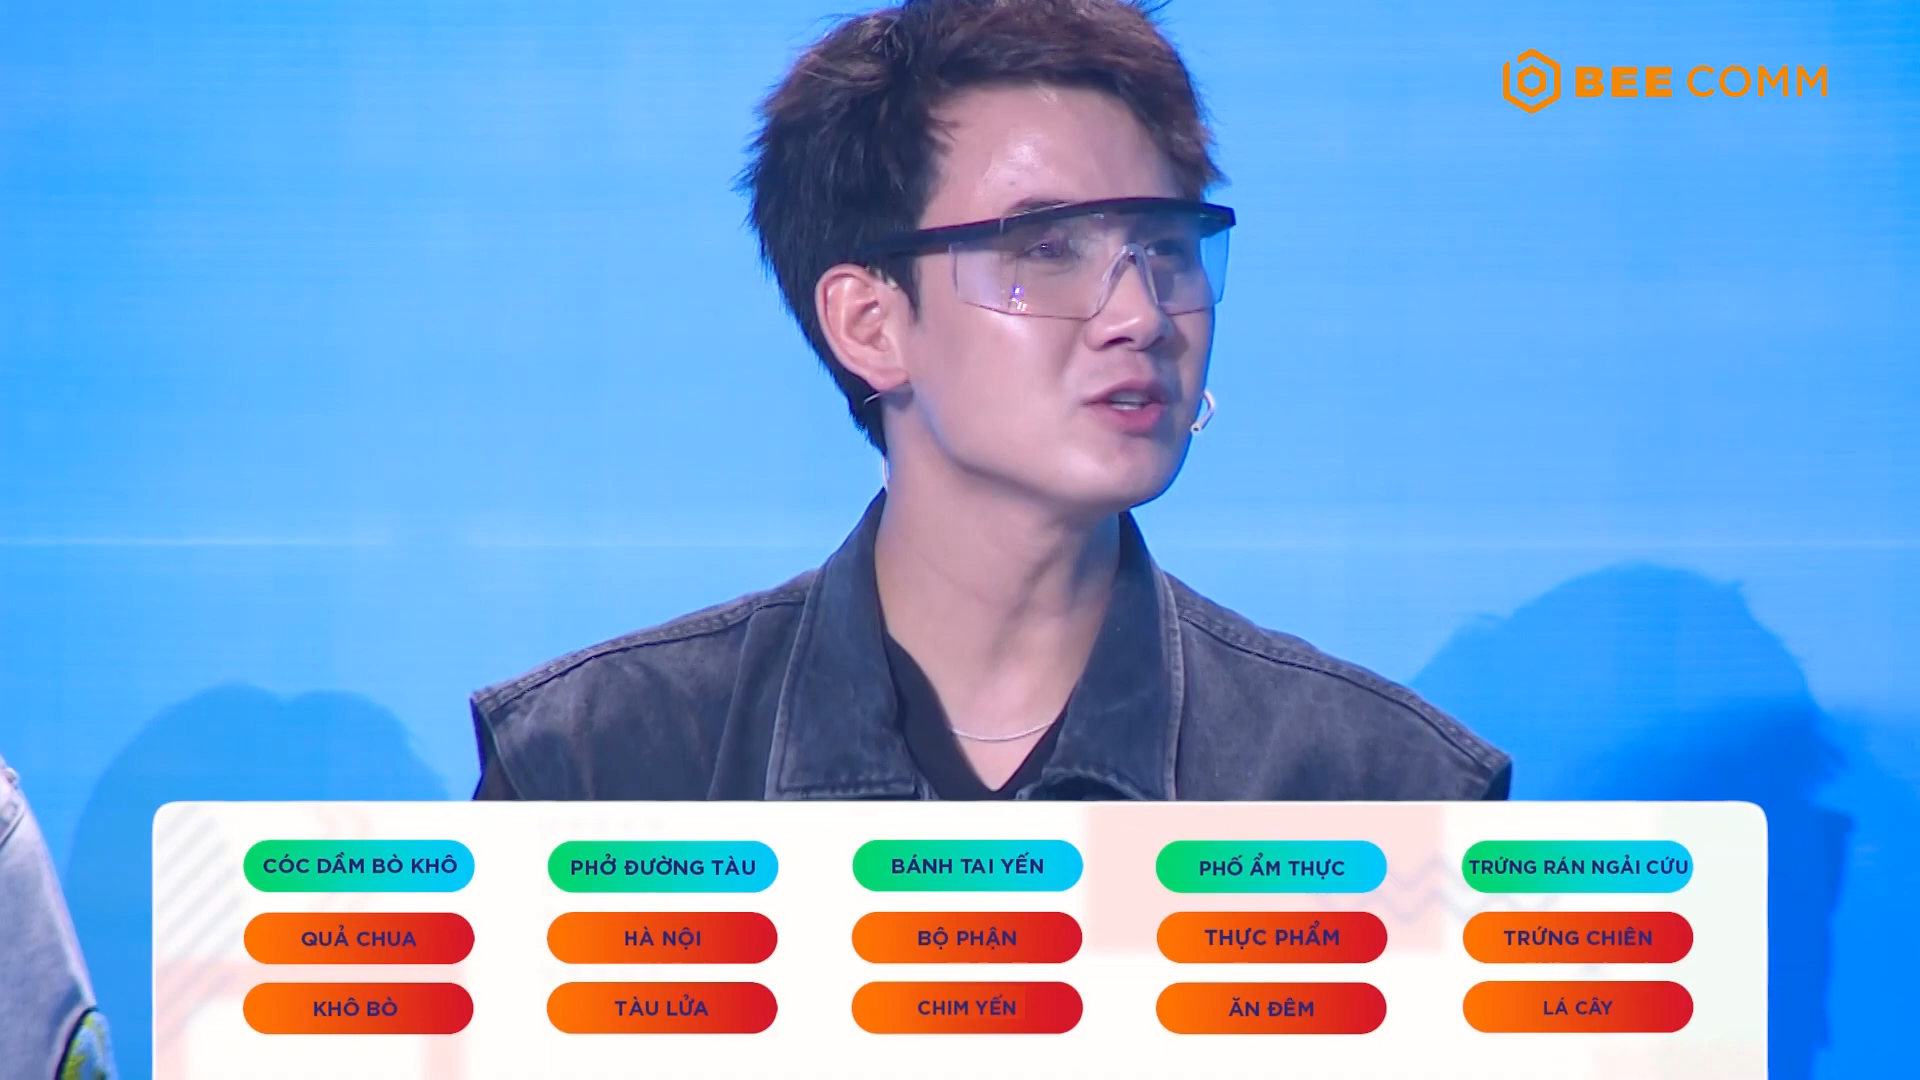 BEE COMM
CÓC DẦM BÒ KHÔ
PHỞ ĐƯỜNG TÀU
BÁNH TAI YẾN
PHỐ ẨM THỰC
TRỨNG RÁN NGẢI CỨU
QUẢ CHUA
HÀ NỘI
BỘ PHẬN
THỰC PHẨM
TRỨNG CHIÊN
KHÔ BÒ
TÀU LỬA
CHIM YẾN
ĂN ĐÊM
LÁ CÂY